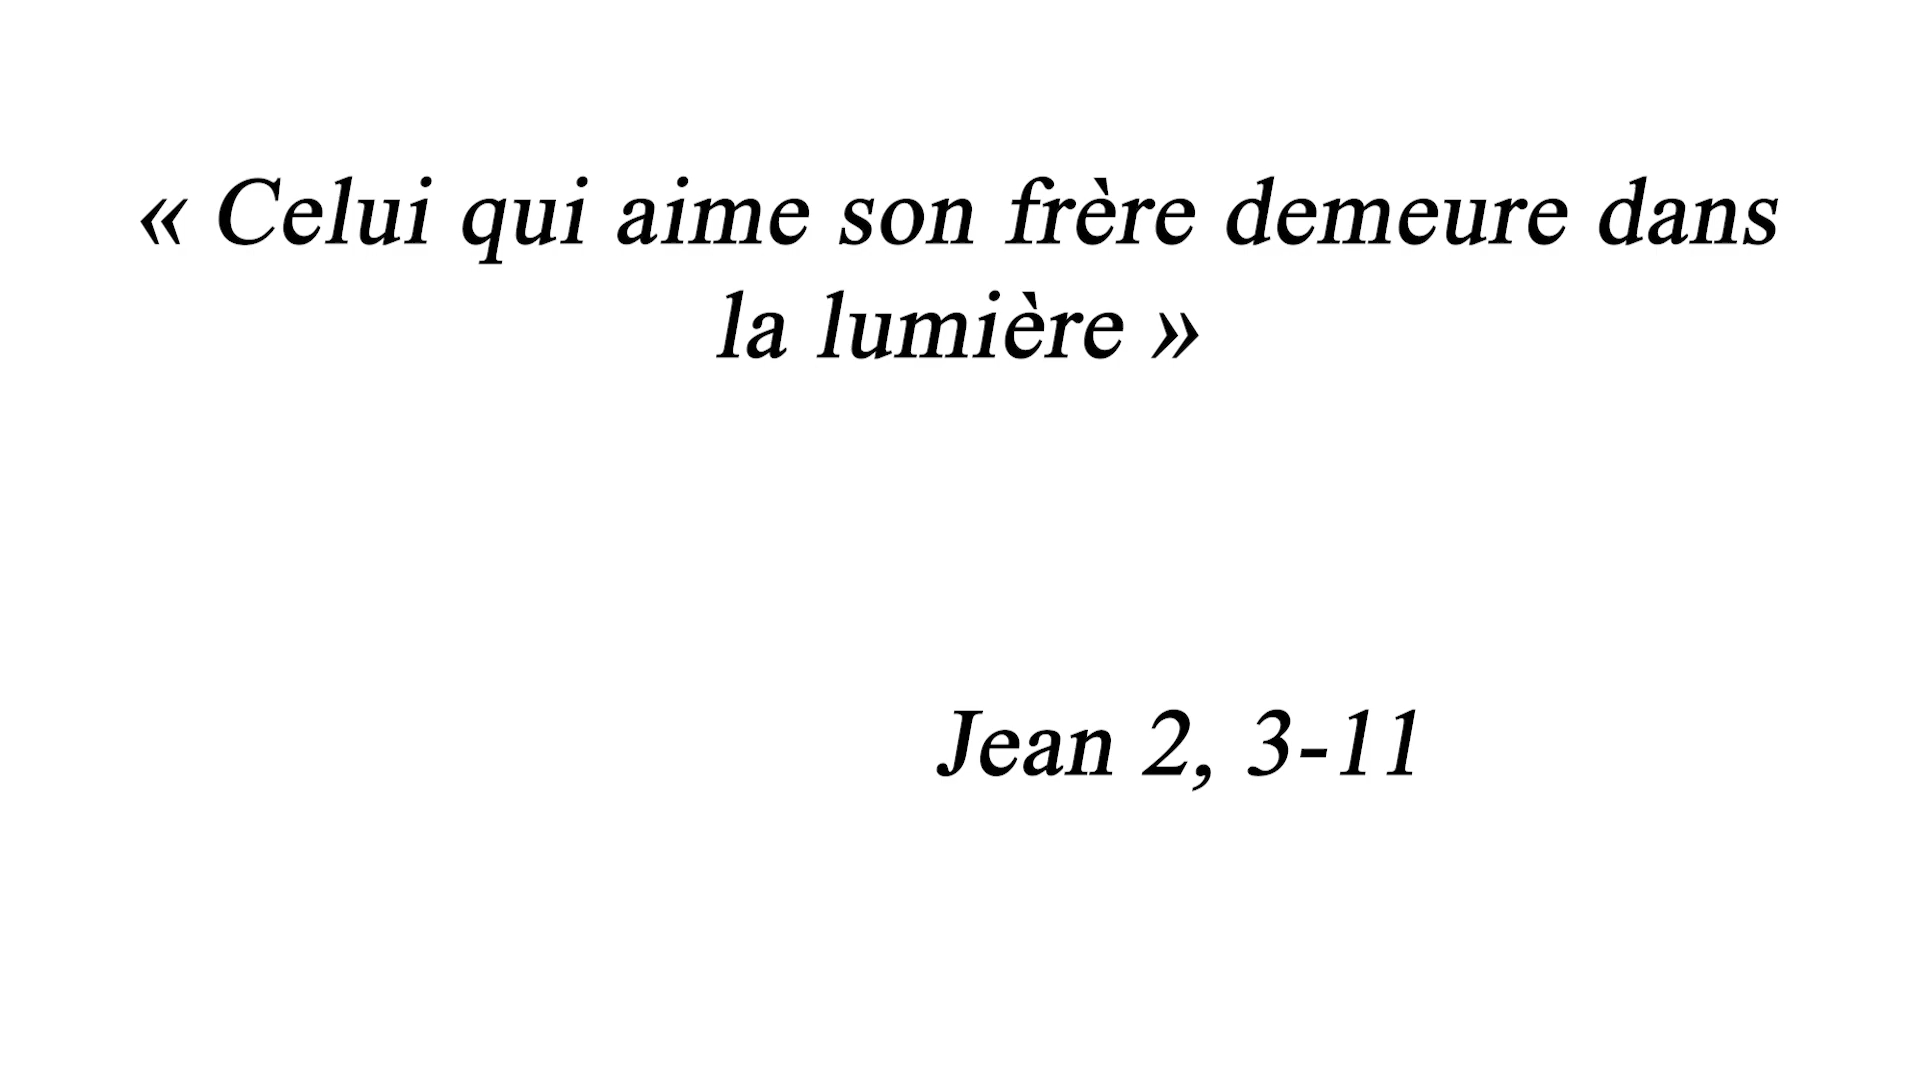 « Celui qui aime son frère demeure dans
la lumière »
Jean 2, 3-11